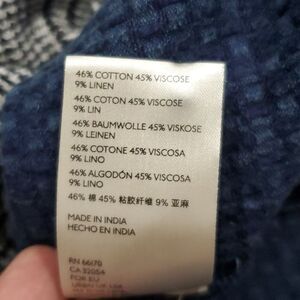 46% COTTON 45% VISCOSE
9% LINEN
46% COTON 45% VISCOSE
9% LIN
46% BAUMWOLLE 45% VISKOSE
9% LEINEN
46% COTONE 45% VISCOSA
9% LINO
46% ALGODÓN 45% VISCOSA
9% LINO
46% 棉 45% 粘胶纤维 9% 亚麻
MADE IN INDIA
HECHO EN INDIA
RN 66170
CA 32054
FOR EU